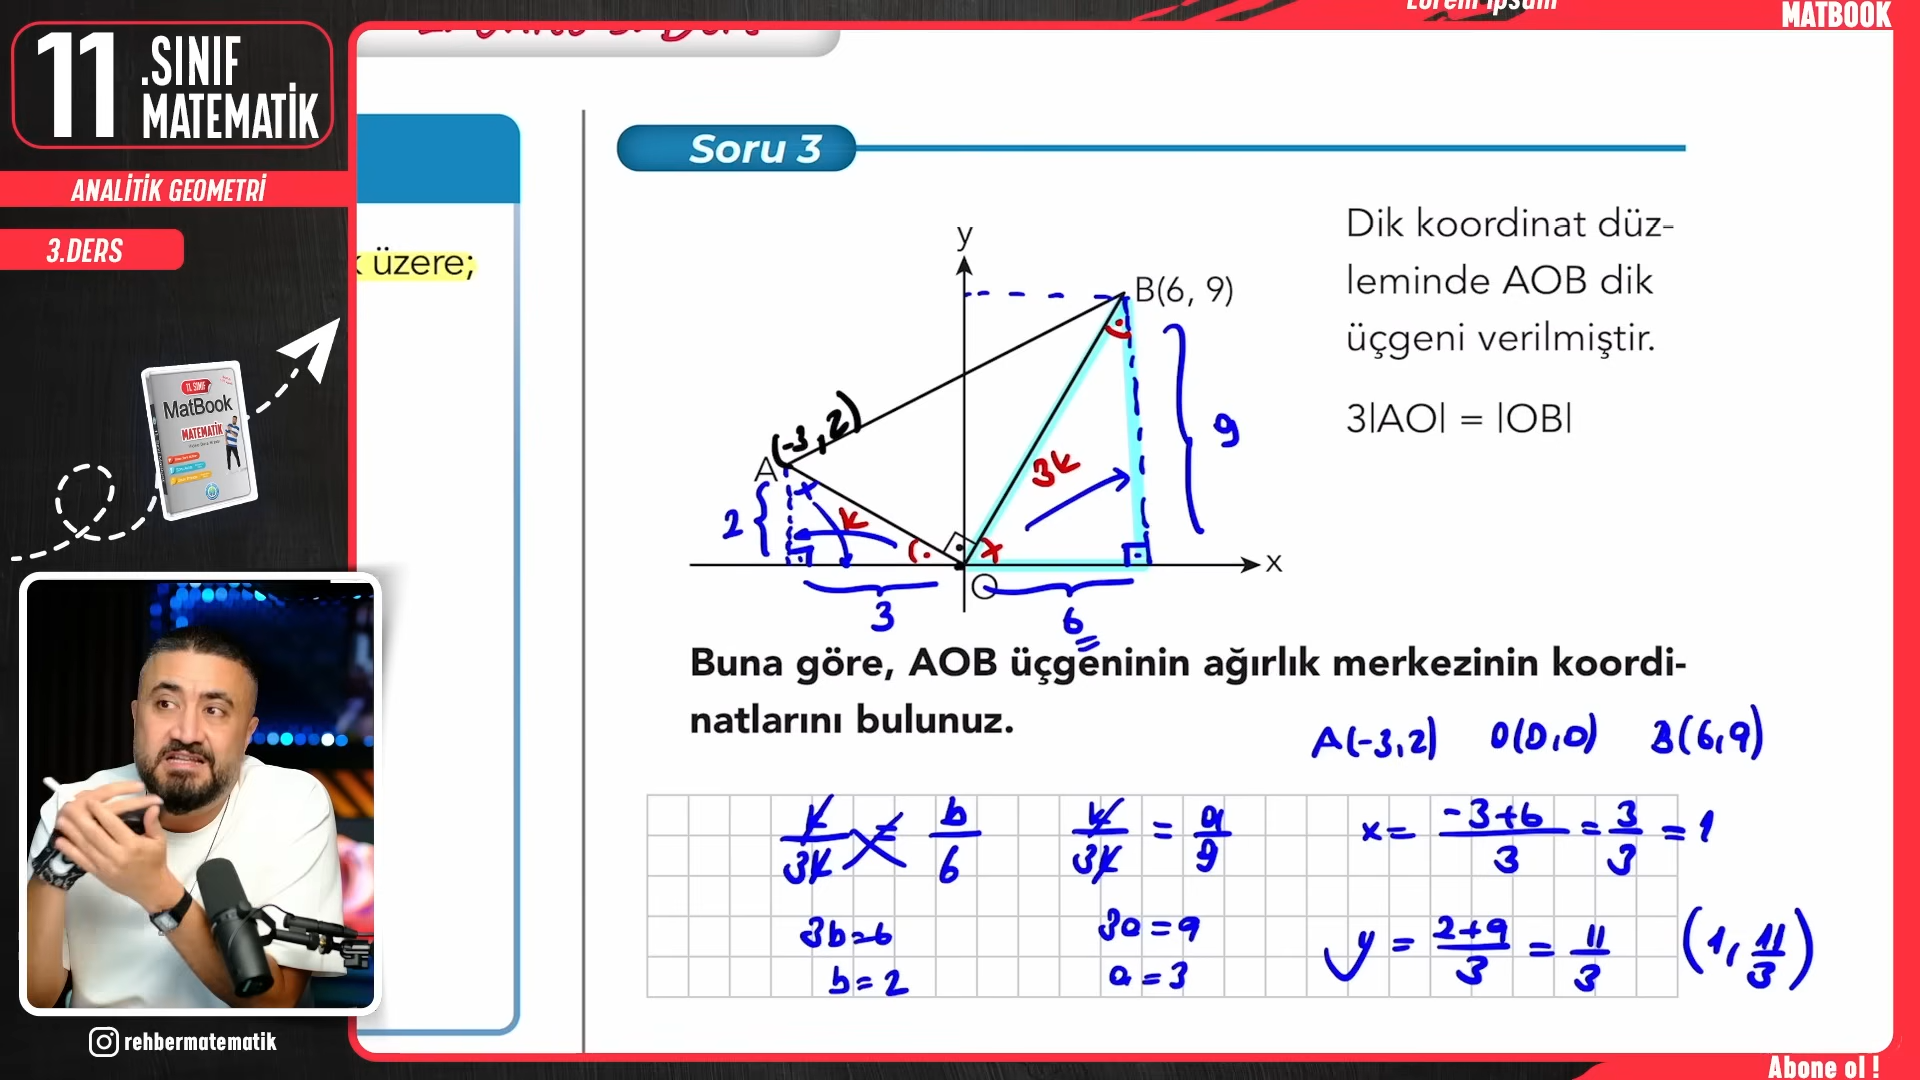 Lorem Ipsum
MATBOOK
11
.SINIF
MATEMATİK
ANALİTİK GEOMETRİ
3.DERS
11. SINIF
MatBook
MATEMATİK
rehbermatematik
üzere;
Soru 3
y
B(6, 9)
(-3, 2)
A
3k
9
2
k
x
O
3
6
Dik koordinat düz-
leminde AOB dik
üçgeni verilmiştir.
3|AO| = |OB|
Buna göre, AOB üçgeninin ağırlık merkezinin koordi-
natlarını bulunuz.
A(-3,2) O(0,0) B(6,9)
k/3k = b/6
k/3k = a/9
x = -3+6/3 = 3/3 = 1
3b=6
3a=9
y = 2+9/3 = 11/3 (1, 11/3)
b=2
a=3
Abone ol !